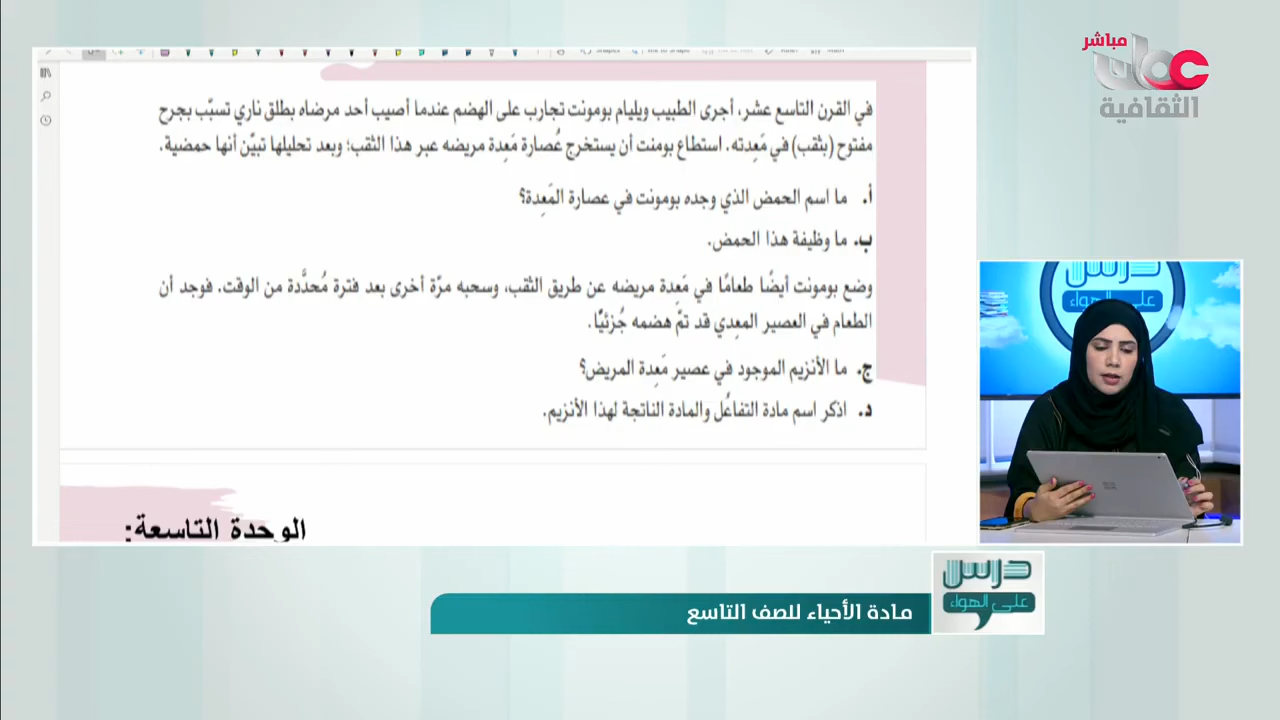 مباشر
الثقافية
في القرن التاسع عشر، أجرى الطبيب ويليام بومونت تجارب على الهضم عندما أصيب أحد مرضاه بطلق ناري تسبّب بجرح
مفتوح (بثقب) في مَعِدته. استطاع بومنت أن يستخرج عُصارة مَعِدة مريضه عبر هذا الثقب؛ وبعد تحليلها تبيَّن أنها حمضية.
أ. ما اسم الحمض الذي وجده بومونت في عصارة المَعِدة؟
ب. ما وظيفة هذا الحمض.
وضع بومونت أيضًا طعامًا في مَعِدة مريضه عن طريق الثقب، وسحبه مرّة أخرى بعد فترة مُحدَّدة من الوقت. فوجد أن
الطعام في العصير المعِدي قد تمَّ هضمه جُزئيًّا.
ج. ما الأنزيم الموجود في عصير مَعِدة المريض؟
د. اذكر اسم مادة التفاعُل والمادة الناتجة لهذا الأنزيم.
الوحدة التاسعة:
درس
على الهواء
درس
على الهواء
مادة الأحياء للصف التاسع